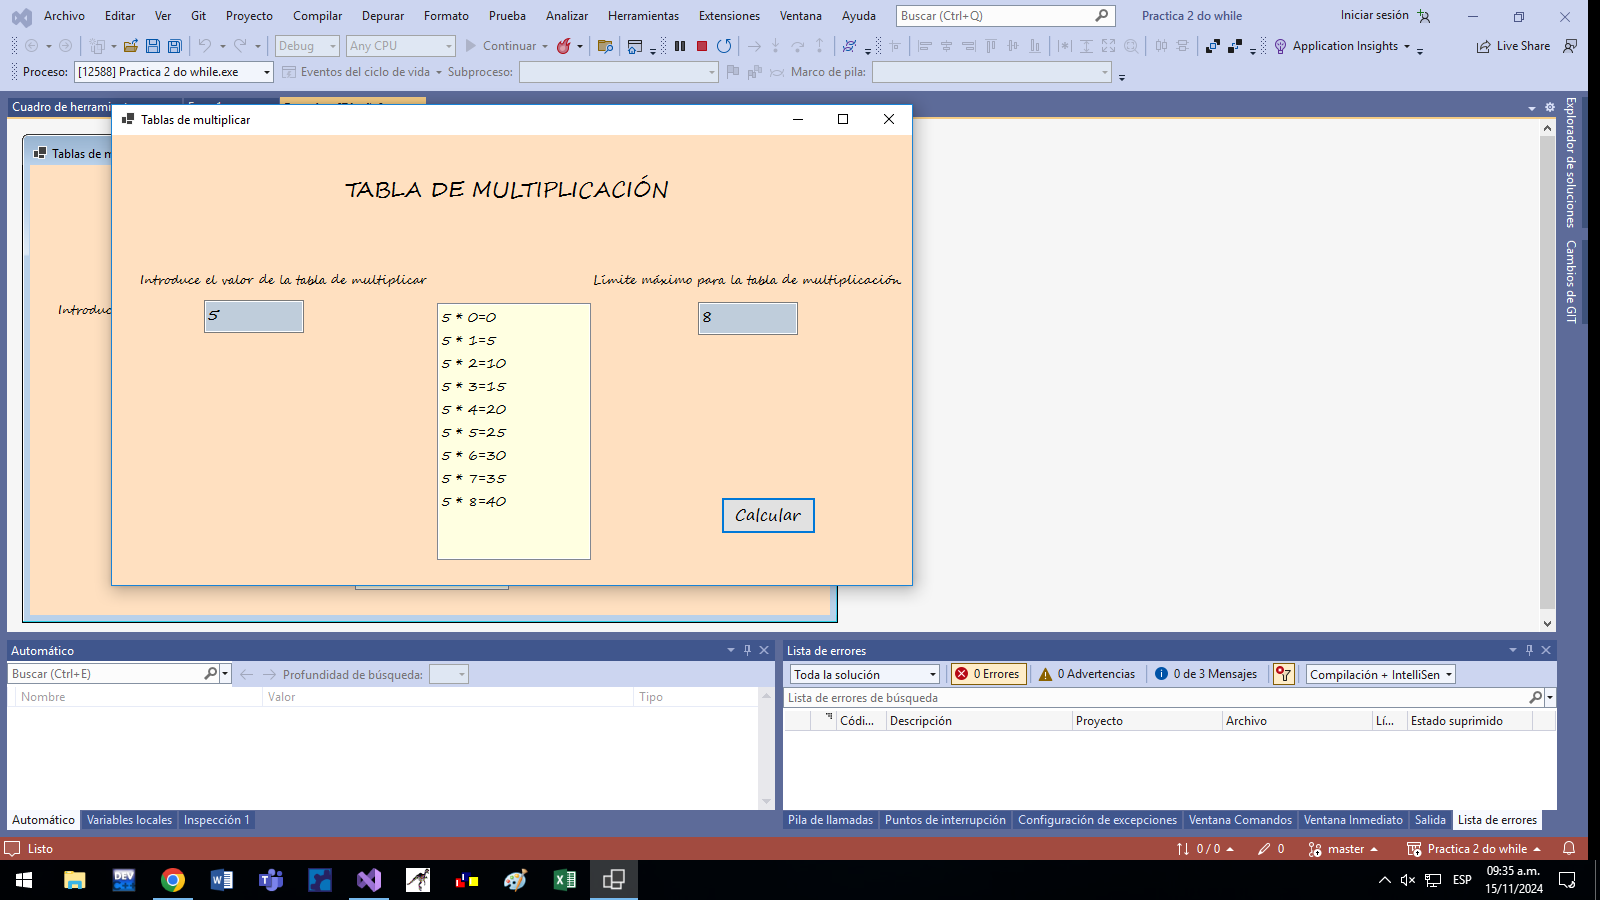 Archivo Editar Ver Git Proyecto Compilar Depurar Formato Prueba Analizar Herramientas Extensiones Ventana Ayuda Buscar (Ctrl+Q) Practica 2 do while Iniciar sesión
Debug Any CPU Continuar Application Insights Live Share
Proceso: [12588] Practica 2 do while.exe Eventos del ciclo de vida Subproceso: Marco de pila:
Cuadro de herrami
Tablas de multiplicar
Tablas de m
TABLA DE MULTIPLICACIÓN
Introduce el valor de la tabla de multiplicar
Límite máximo para la tabla de multiplicación
Introduc
5
8
5 * 0=0
5 * 1=5
5 * 2=10
5 * 3=15
5 * 4=20
5 * 5=25
5 * 6=30
5 * 7=35
5 * 8=40
Calcular
Explorador de soluciones
Cambios de GIT
Automático
Buscar (Ctrl+E) Profundidad de búsqueda:
Nombre Valor Tipo
Automático Variables locales Inspección 1
Lista de errores
Toda la solución 0 Errores 0 Advertencias 0 de 3 Mensajes Compilación + IntelliSen
Lista de errores de búsqueda
Códi... Descripción Proyecto Archivo Lí... Estado suprimido
Pila de llamadas Puntos de interrupción Configuración de excepciones Ventana Comandos Ventana Inmediato Salida Lista de errores
Listo 0 / 0 0 master Practica 2 do while
DEV
ESP
09:35 a.m.
15/11/2024